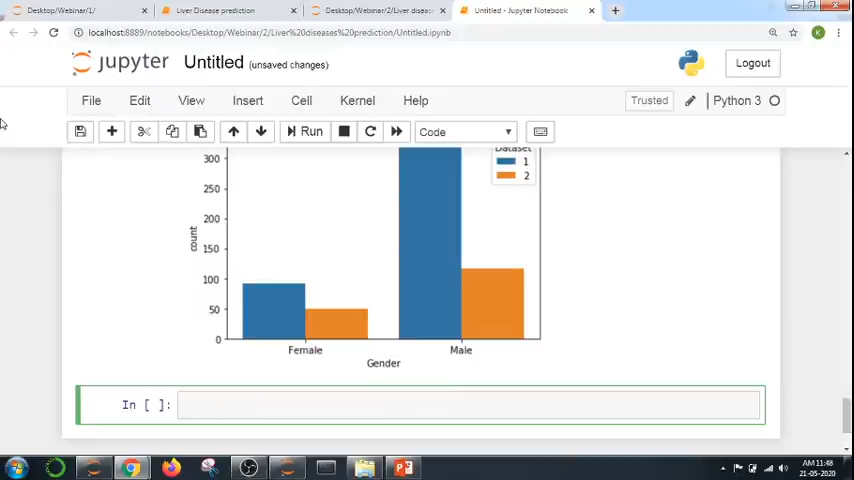 Desktop/Webinar/1/
Liver Disease prediction
Desktop/Webinar/2/Liver diseas
Untitled - Jupyter Notebook
localhost:8889/notebooks/Desktop/Webinar/2/Liver%20diseases%20prediction/Untitled.ipynb
K
jupyter
Untitled (unsaved changes)
Logout
File Edit View Insert Cell Kernel Help
Trusted
Python 3
Run
Code
Dataset
1
2
300
250
200
150
100
50
0
count
Female
Male
Gender
In [ ]:
AM 11:48
21-05-2020